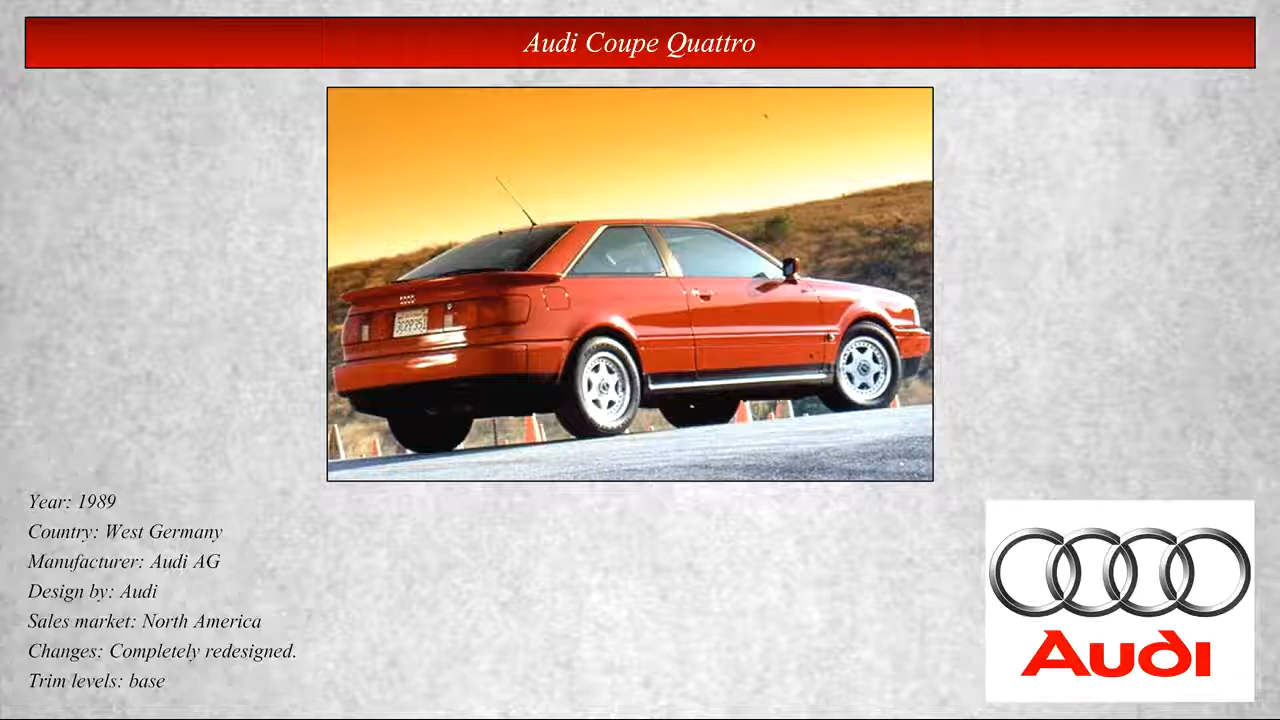 Audi Coupe Quattro
Year: 1989
Country: West Germany
Manufacturer: Audi AG
Design by: Audi
Sales market: North America
Changes: Completely redesigned.
Trim levels: base
Audi